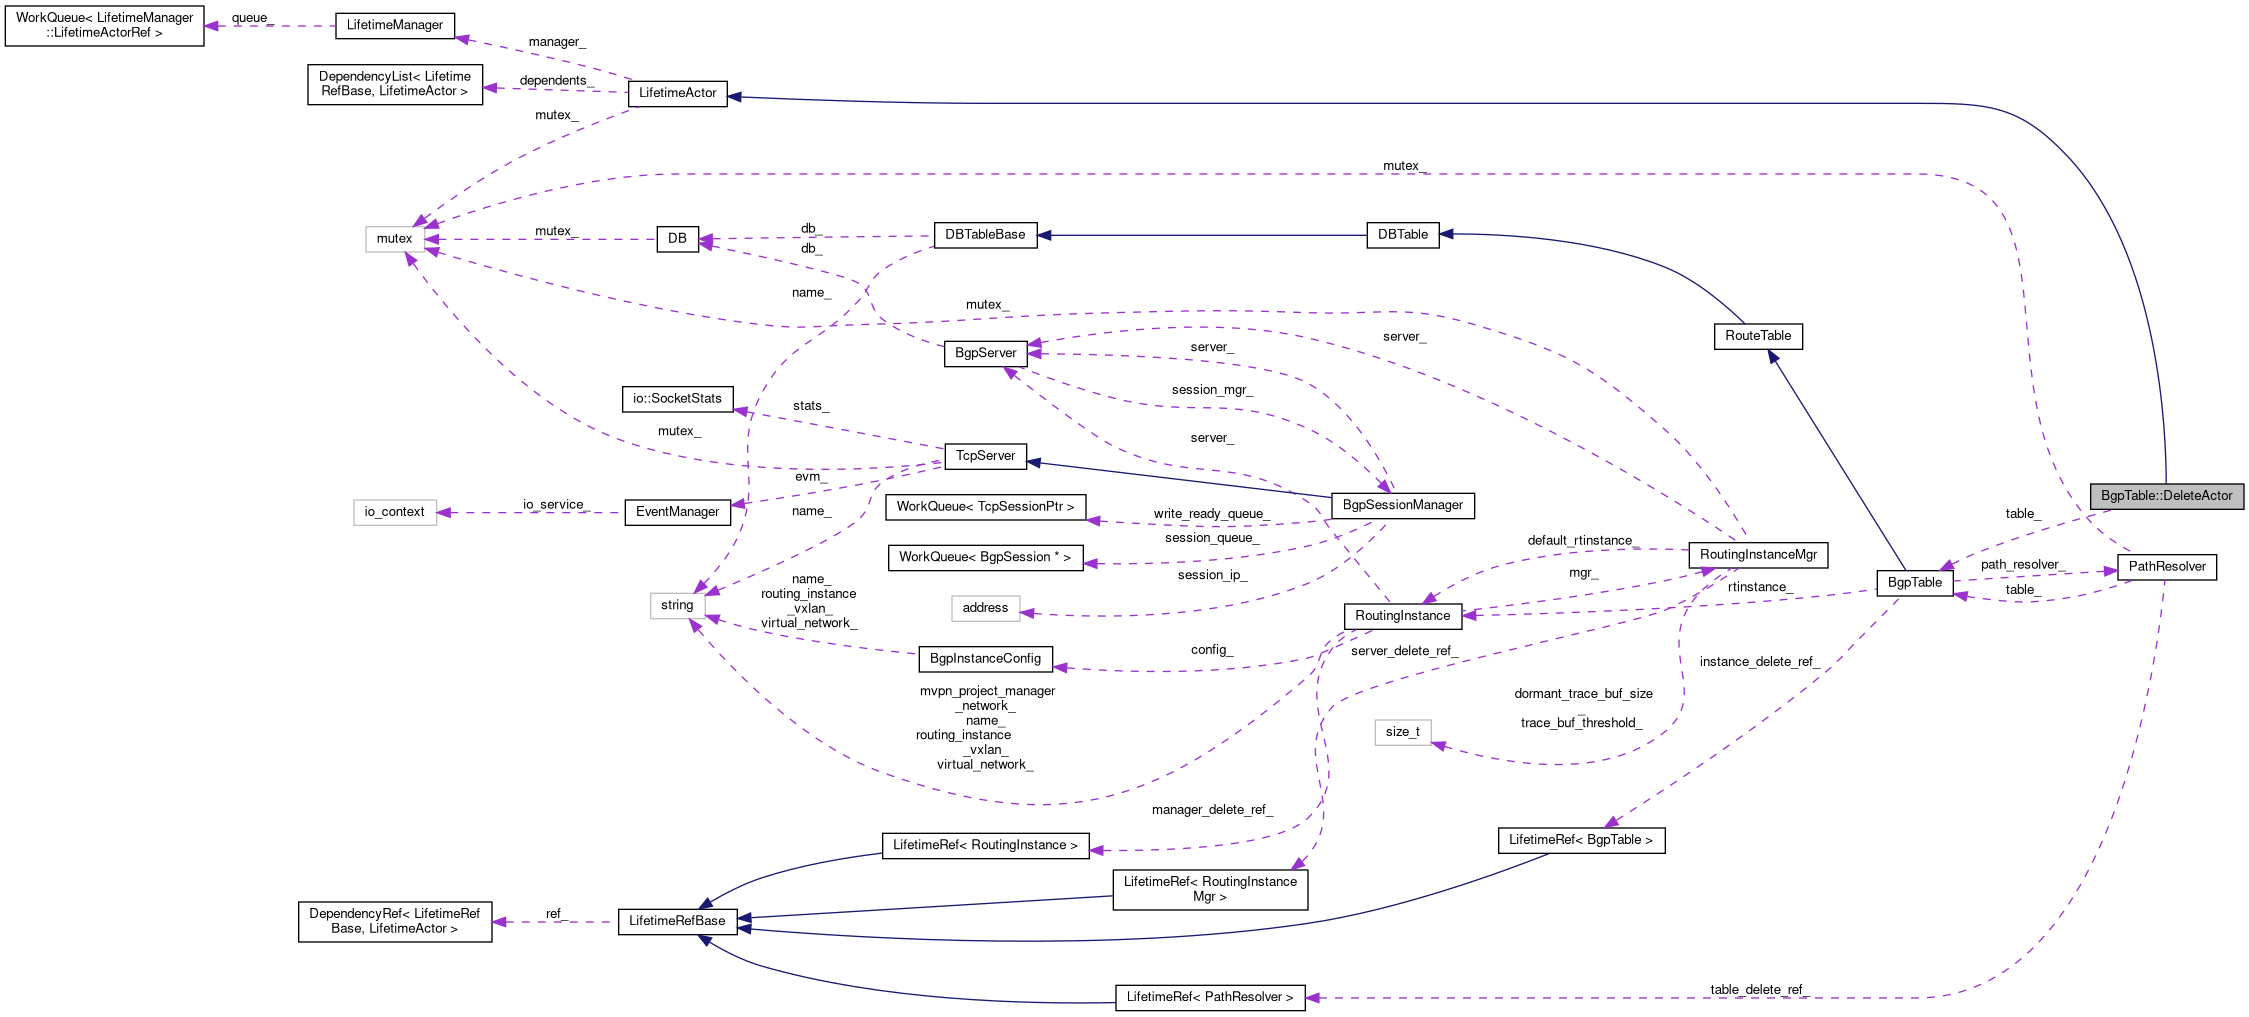 WorkQueue< LifetimeManager
::LifetimeActorRef >
queue_
LifetimeManager
manager_
DependencyList< Lifetime
RefBase, LifetimeActor >
dependents_
LifetimeActor
mutex_
mutex_
mutex
mutex_
DB
db_
db_
DBTableBase
DBTable
name_
mutex_
server_
RouteTable
BgpServer
server_
session_mgr_
io::SocketStats
stats_
mutex_
server_
TcpServer
evm_
BgpTable::DeleteActor
io_context
io_service_
EventManager
name_
WorkQueue< TcpSessionPtr >
write_ready_queue_
BgpSessionManager
table_
session_queue_
WorkQueue< BgpSession * >
session_ip_
default_rtinstance_
RoutingInstanceMgr
mgr_
path_resolver_
PathResolver
BgpTable
table_
rtinstance_
string
name_
routing_instance
_vxlan_
virtual_network_
address
RoutingInstance
BgpInstanceConfig
config_
server_delete_ref_
instance_delete_ref_
mvpn_project_manager
_network_
name_
routing_instance
_vxlan_
virtual_network_
dormant_trace_buf_size
_
trace_buf_threshold_
size_t
manager_delete_ref_
LifetimeRef< RoutingInstance >
LifetimeRef< BgpTable >
LifetimeRef< RoutingInstance
Mgr >
DependencyRef< LifetimeRef
Base, LifetimeActor >
ref_
LifetimeRefBase
LifetimeRef< PathResolver >
table_delete_ref_